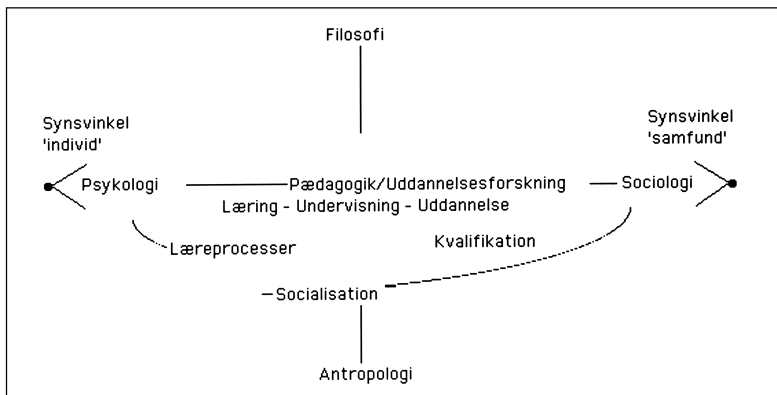 Filosofi
Synsvinkel
'individ'
Synsvinkel
'samfund'
Psykologi
Pædagogik/Uddannelsesforskning
Sociologi
Læring - Undervisning - Uddannelse
Læreprocesser
Kvalifikation
Socialisation
Antropologi